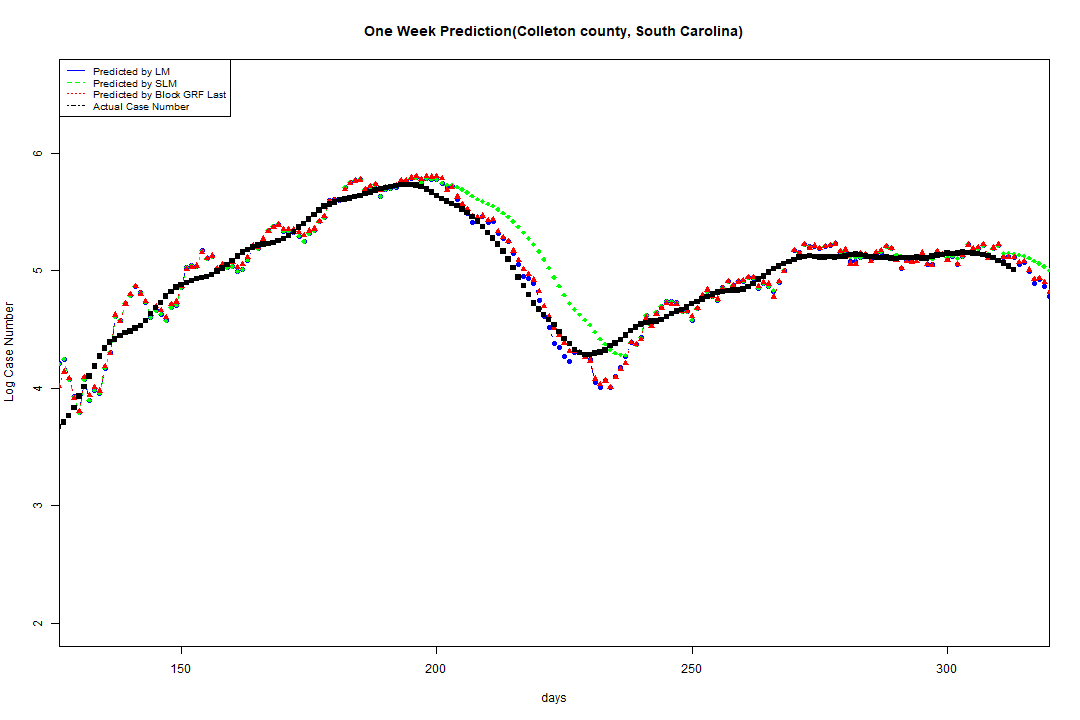 One Week Prediction(Colleton county, South Carolina)
Predicted by LM
Predicted by SLM
Predicted by Block GRF Last
Actual Case Number
6
5
4
3
2
Log Case Number
150
200
250
300
days